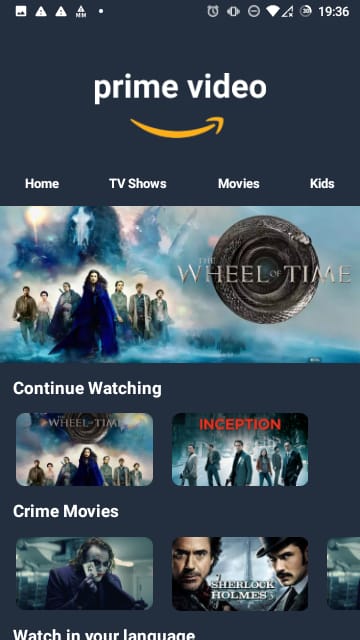 19:36
prime video
Home TV Shows Movies Kids
THE
WHEEL OF TIME
Continue Watching
THE
WHEEL OF TIME
INCEPTION
Crime Movies
SHERLOCK
HOLMES
Watch in your language